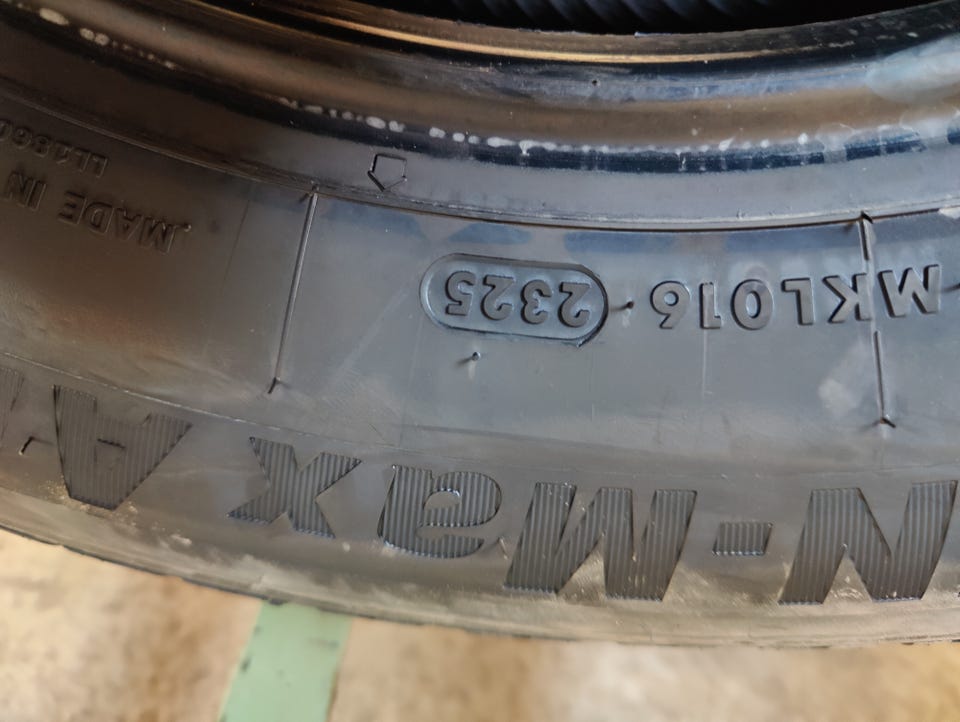 N-Max A
MKL016 2325
MADE IN